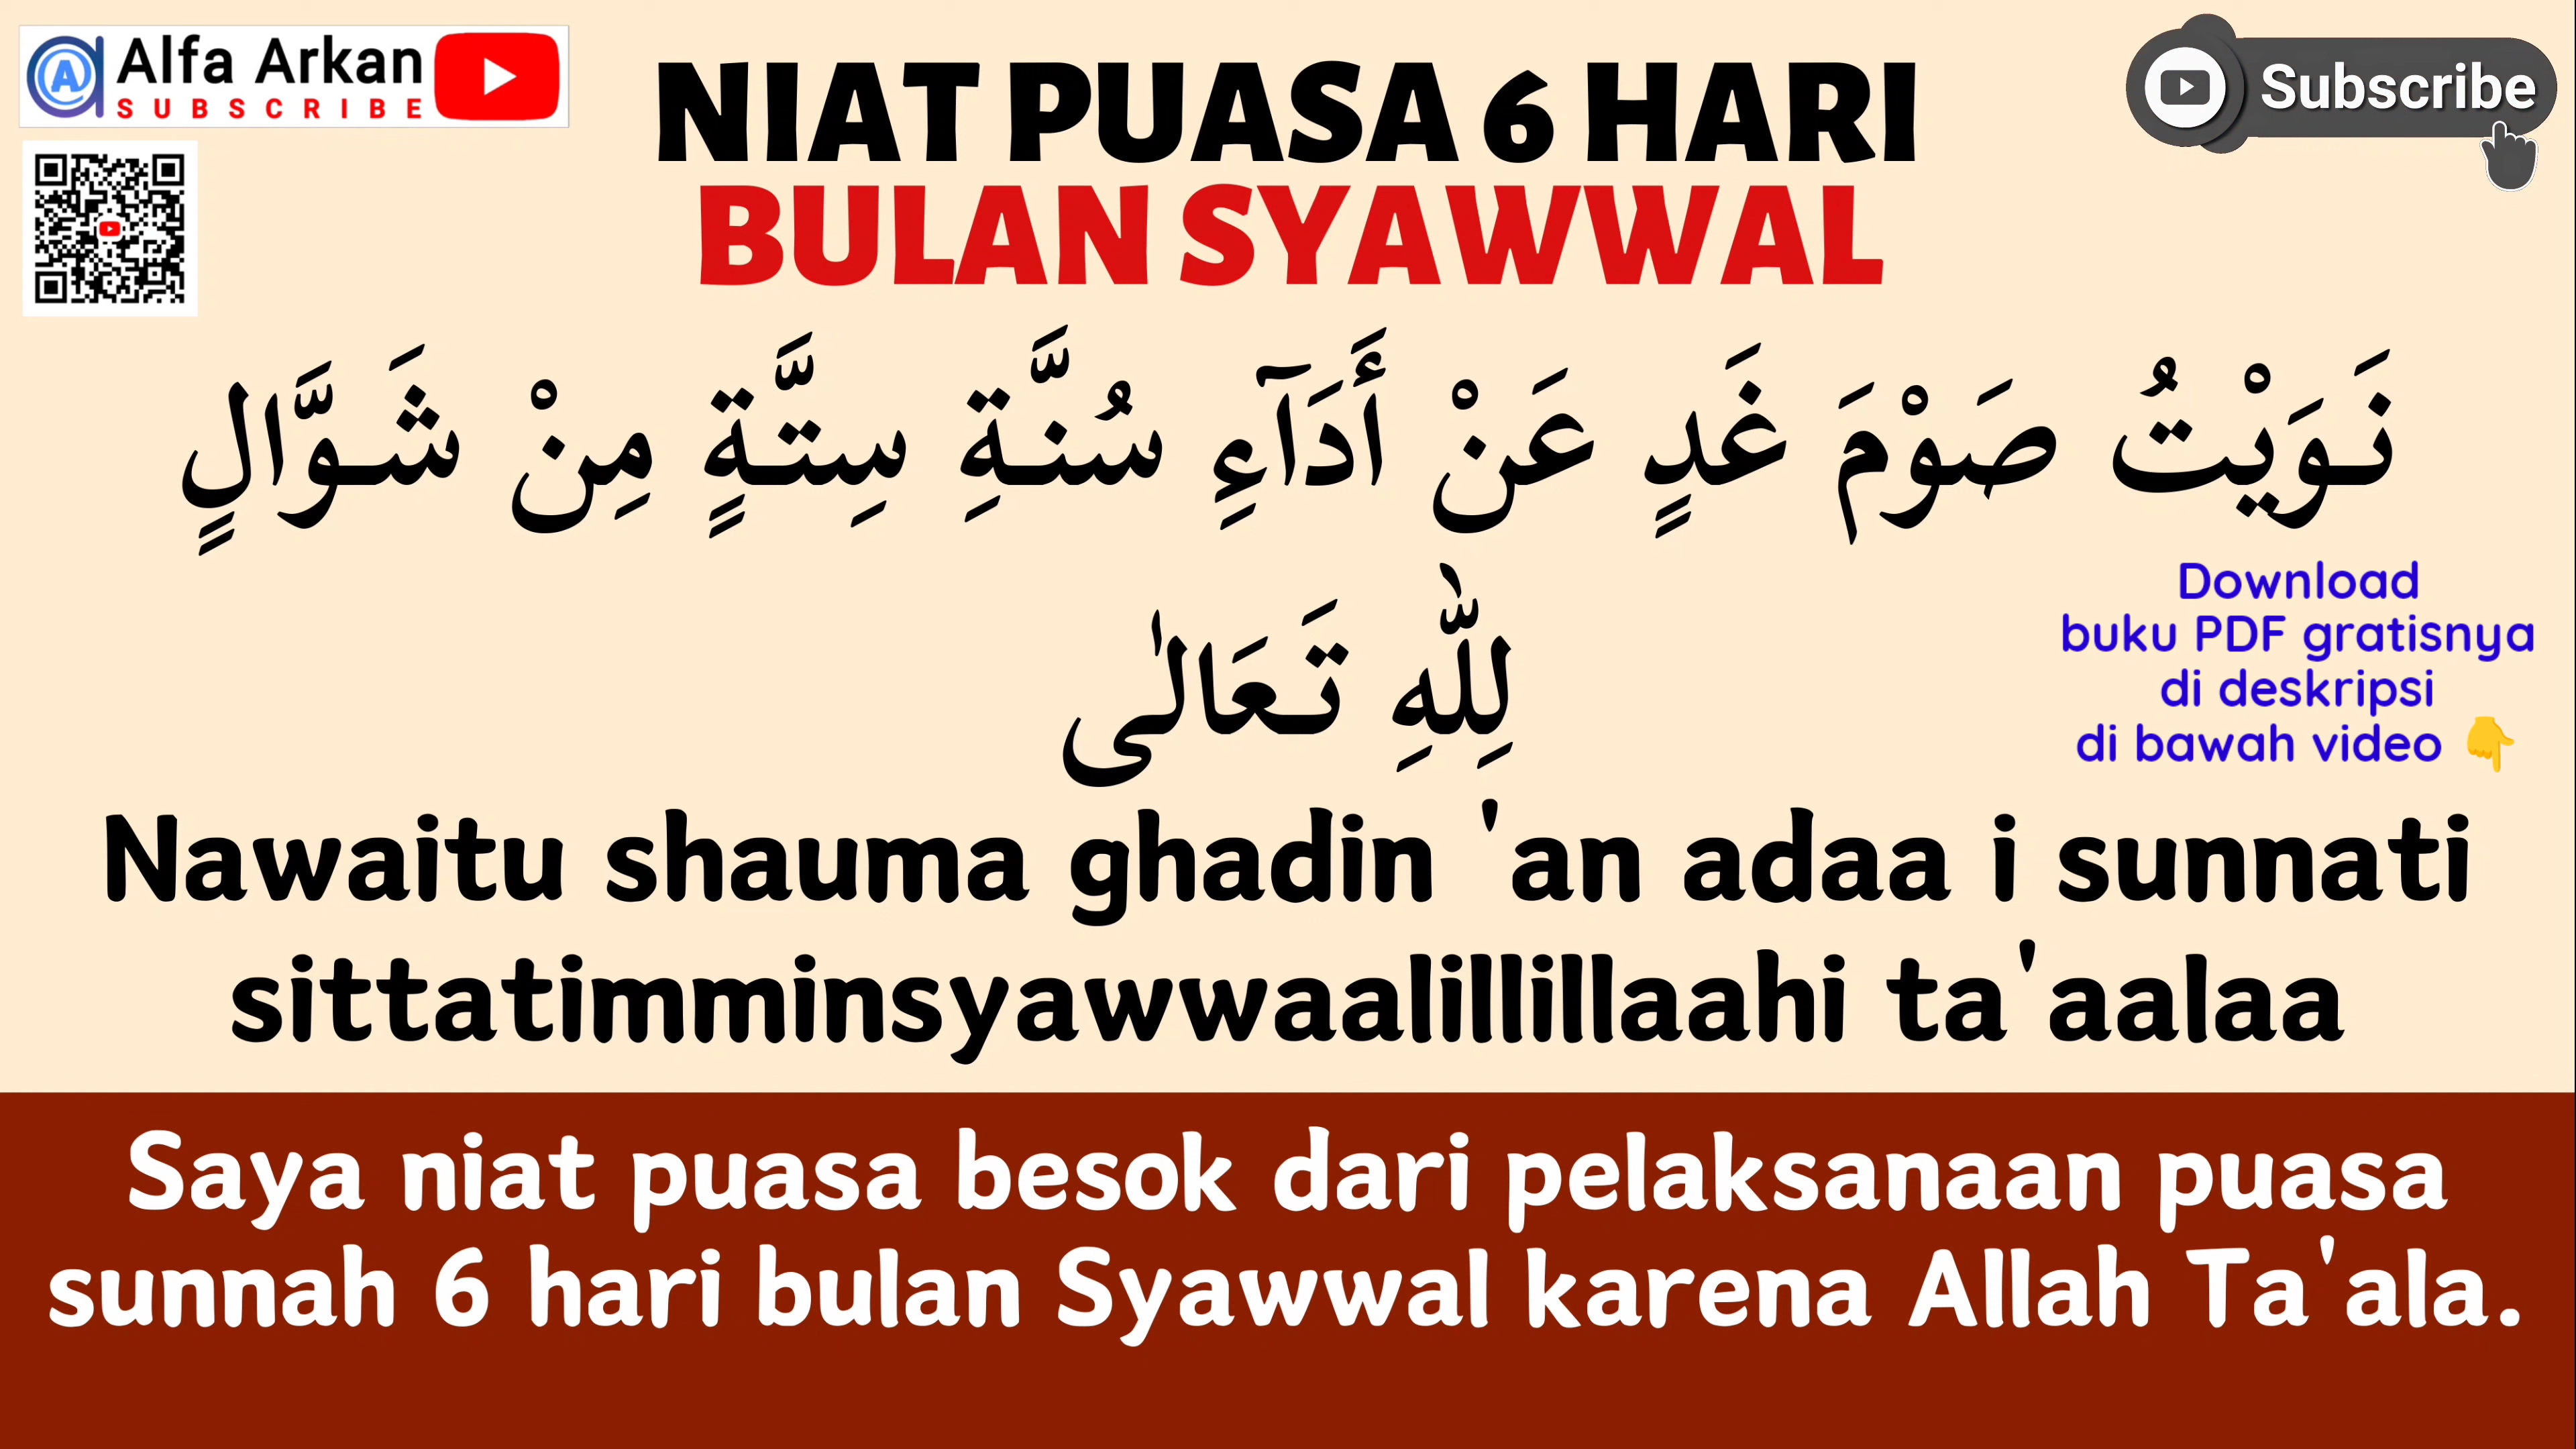 Alfa Arkan
SUBSCRIBE
Subscribe
NIAT PUASA 6 HARI
BULAN SYAWWAL
نَوَيْتُ صَوْمَ غَدٍ عَنْ أَدَآءِ سُنَّةِ سِتَّةٍ مِنْ شَوَّالٍ
لِلّٰهِ تَعَالٰى
Download
buku PDF gratisnya
di deskripsi
di bawah video 👇
Nawaitu shauma ghadin 'an adaa i sunnati
sittatimminsyawwaalillillaahi ta'aalaa
Saya niat puasa besok dari pelaksanaan puasa
sunnah 6 hari bulan Syawwal karena Allah Ta'ala.